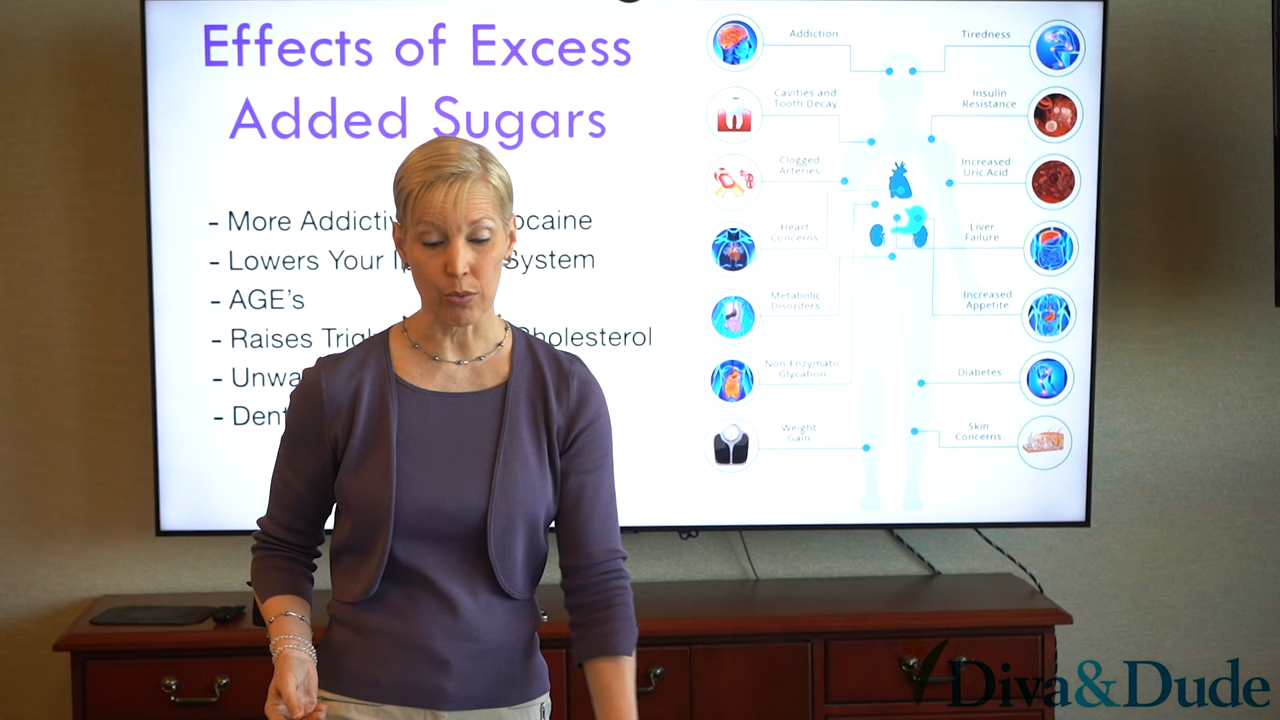 Effects of Excess
Added Sugars
- More Addicti ocaine
- Lowers Your System
- AGE's
- Raises Trig Cholesterol
- Unwa
- Dent
Addiction
Cavities and
Tooth Decay
Clogged
Arteries
Heart
Concerns
Metabolic
Disorders
Non Enzymatic
Glycation
Weight
Gain
Tiredness
Insulin
Resistance
Increased
Uric Acid
Liver
Failure
Increased
Appetite
Diabetes
Skin
Concerns
Diva&Dude